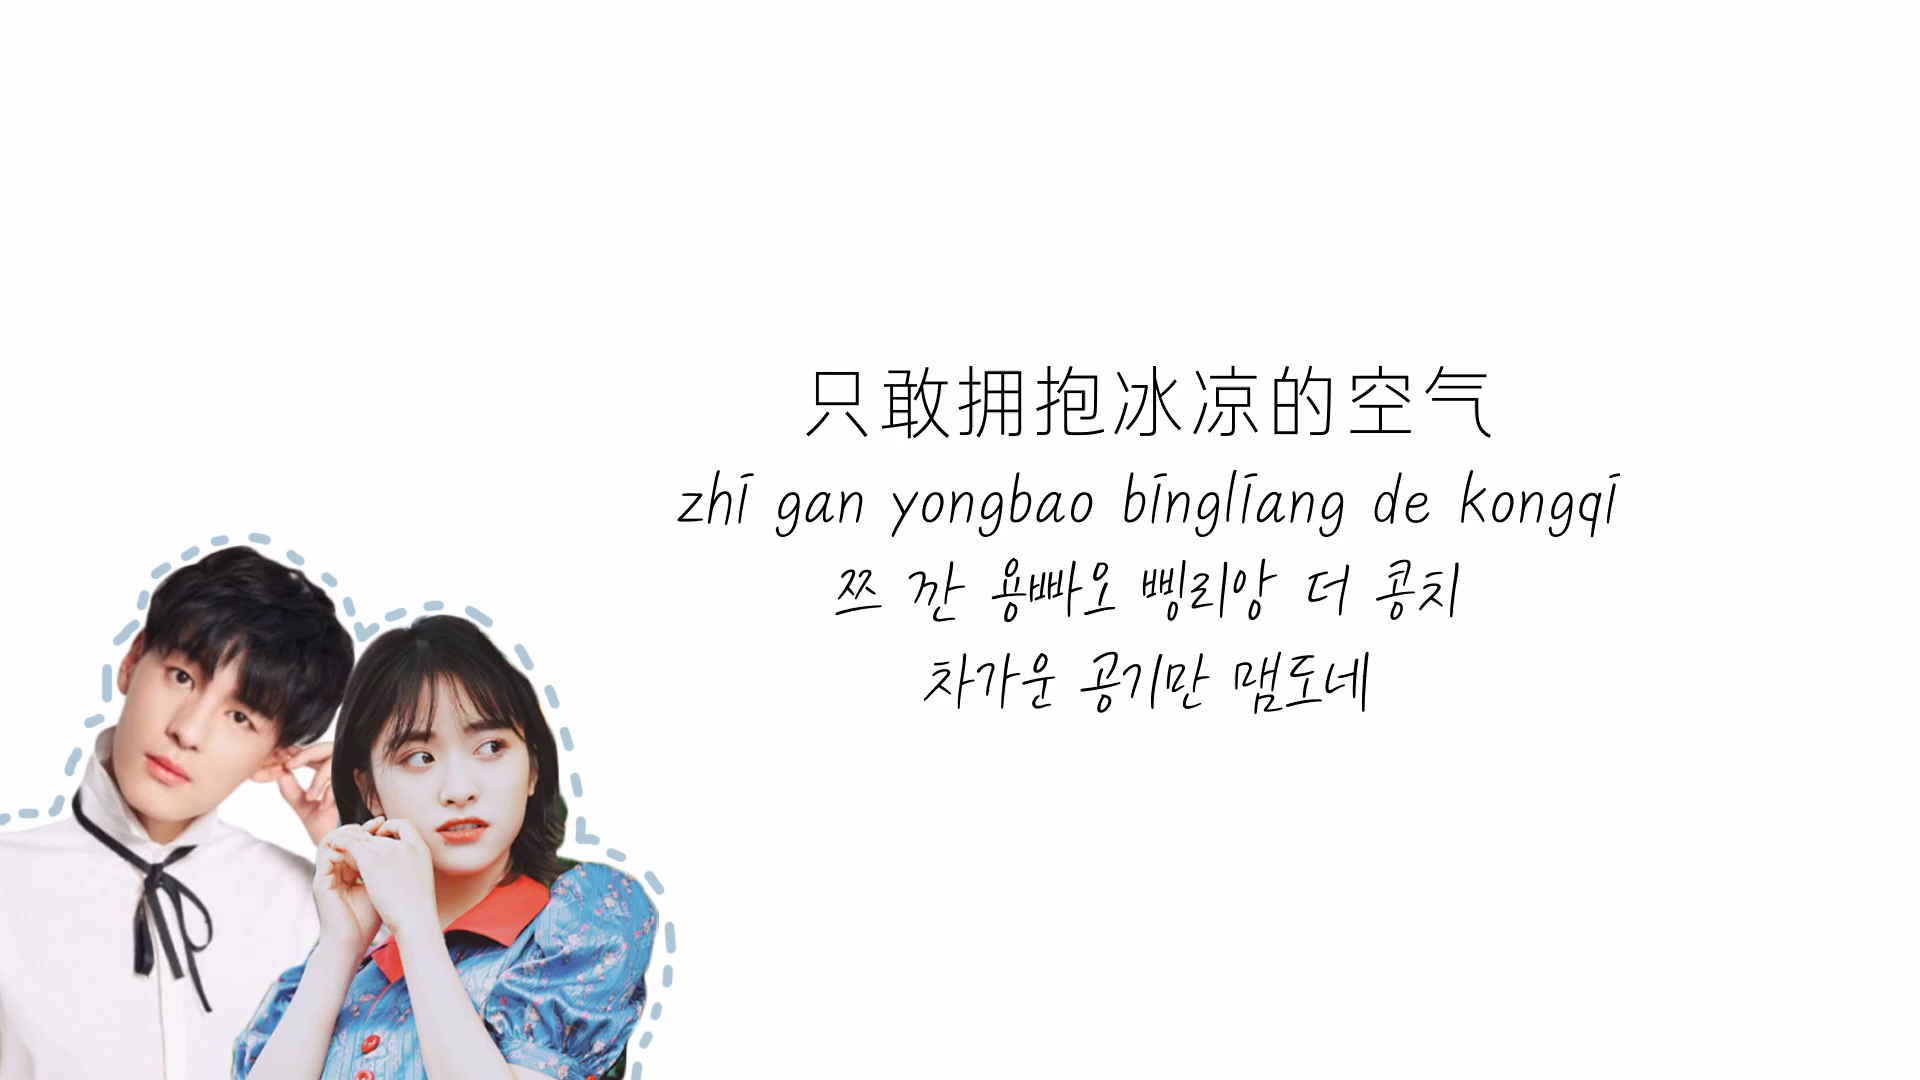 只敢拥抱冰凉的空气
zhī gan yongbao bīnglīang de kongqī
쯔 깐 용빠오 삥리앙 더 콩치
차가운 공기만 맴도네